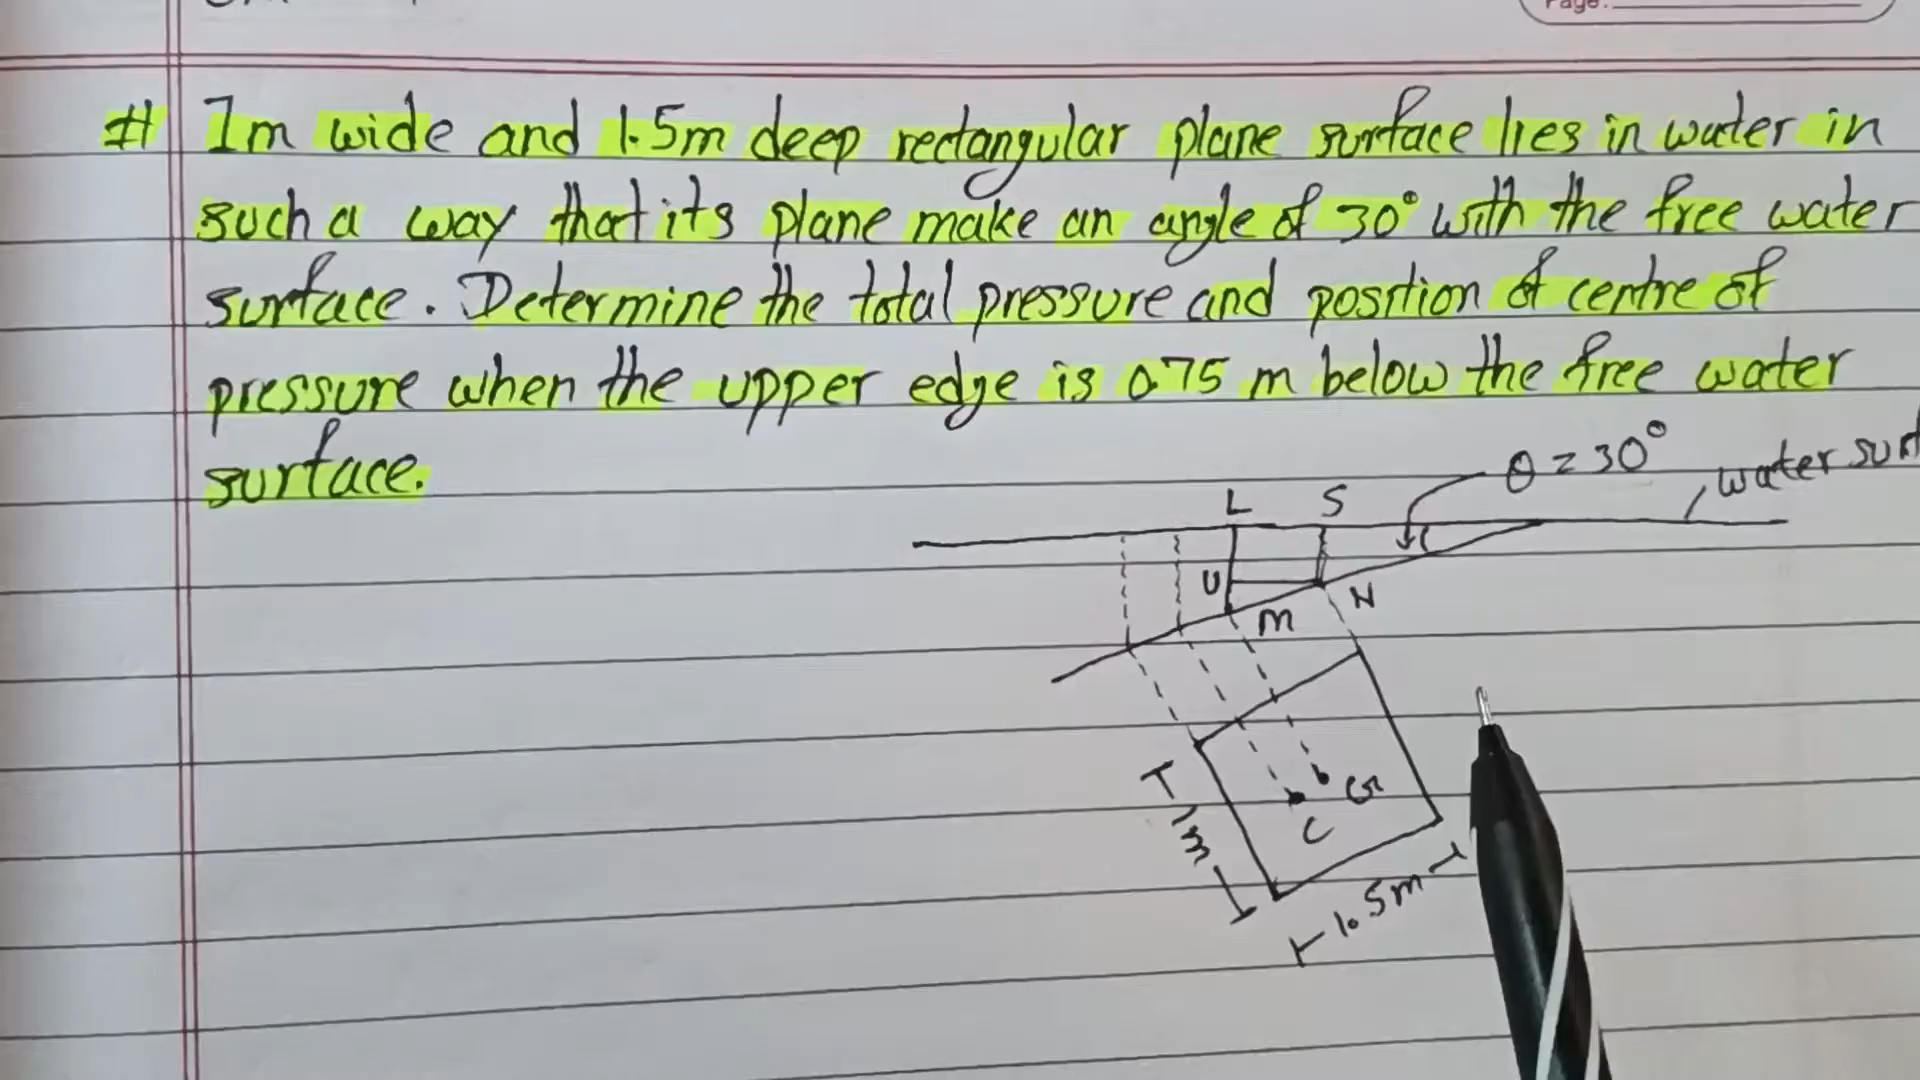 Page:
# 1m wide and 1.5m deep rectangular plane surface lies in water in
such a way that its plane make an angle of 30° with the free water
surface. Determine the total pressure and position of centre of
pressure when the upper edge is 0.75 m below the free water
surface.
θ = 30°
water surf
L S
U
M
N
G
C
1m
1.5m